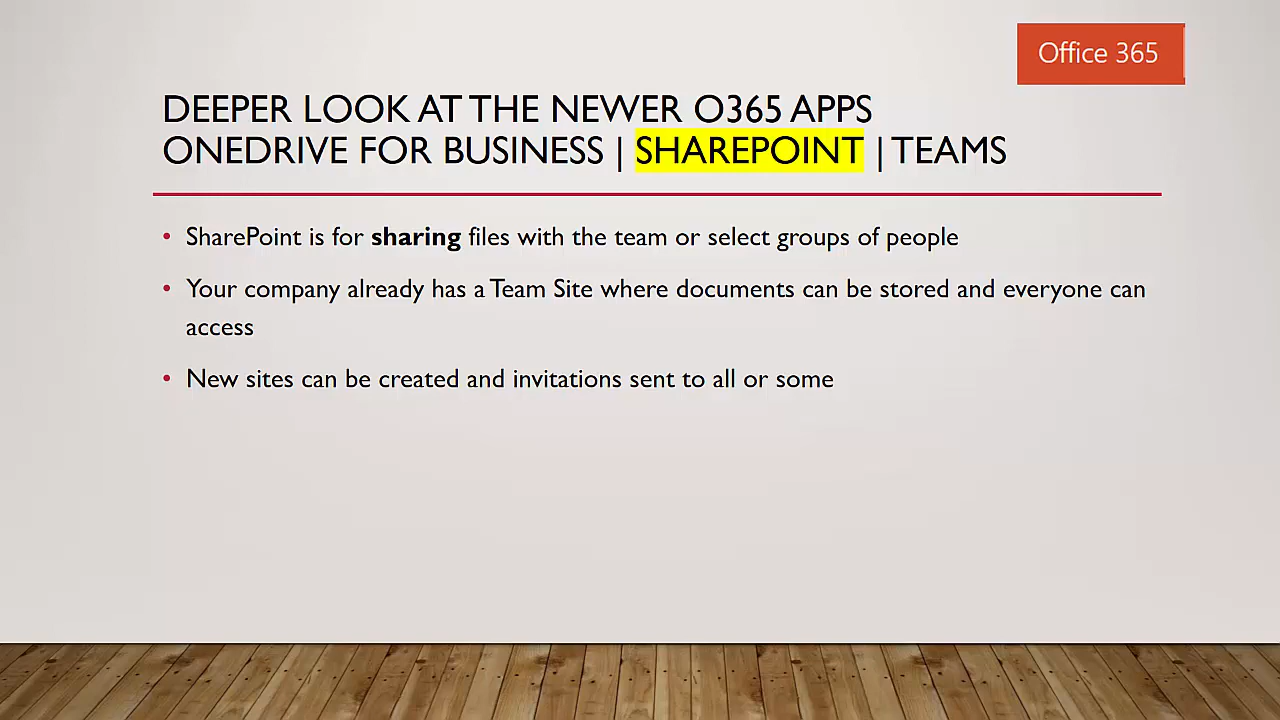 Office 365
DEEPER LOOK AT THE NEWER O365 APPS
ONEDRIVE FOR BUSINESS | SHAREPOINT | TEAMS
• SharePoint is for sharing files with the team or select groups of people
• Your company already has a Team Site where documents can be stored and everyone can
access
• New sites can be created and invitations sent to all or some